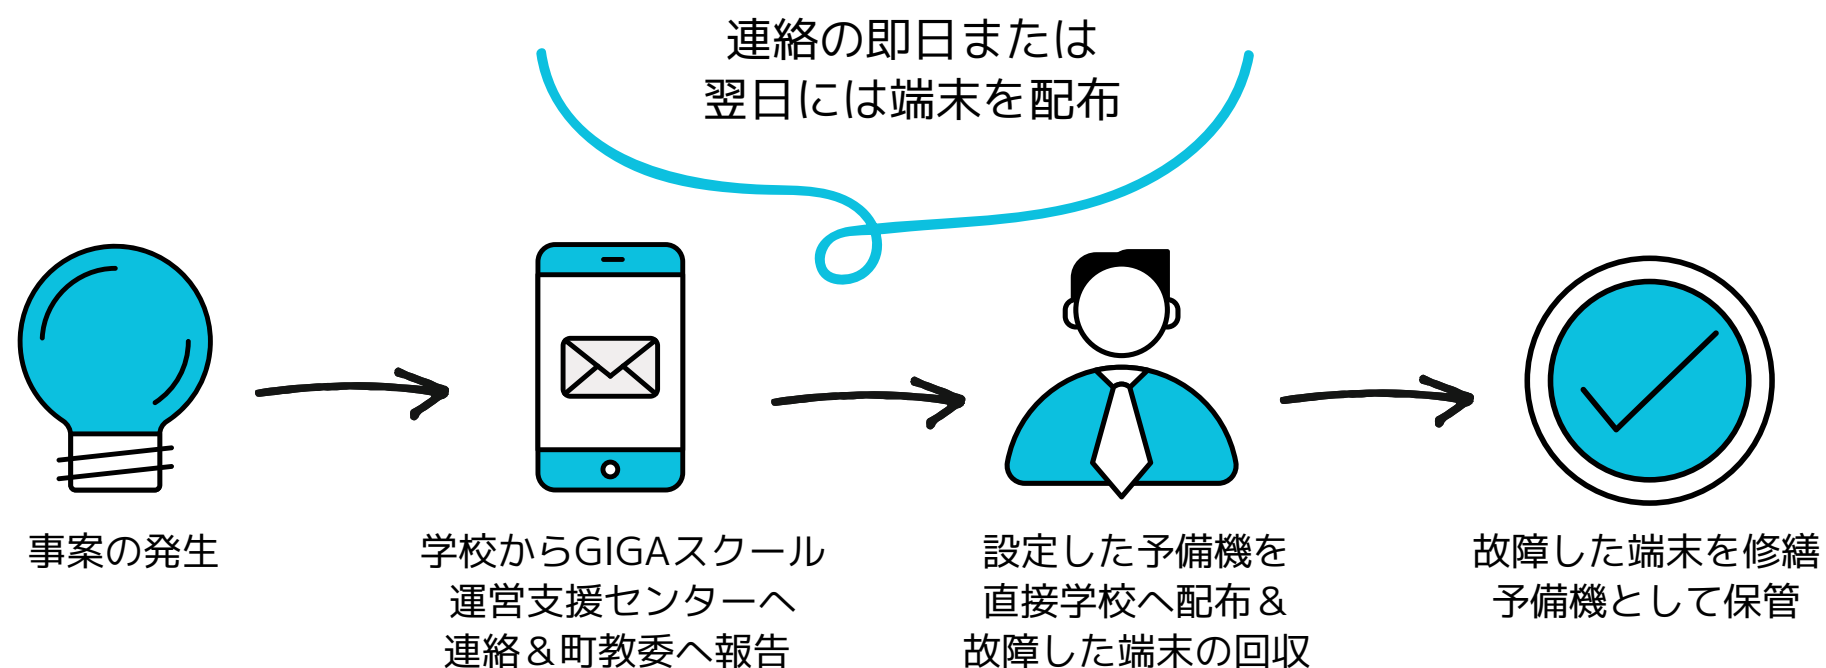 連絡の即日または
翌日には端末を配布
事案の発生
学校からGIGAスクール
運営支援センターへ
連絡＆町教委へ報告
設定した予備機を
直接学校へ配布＆
故障した端末の回収
故障した端末を修繕
予備機として保管